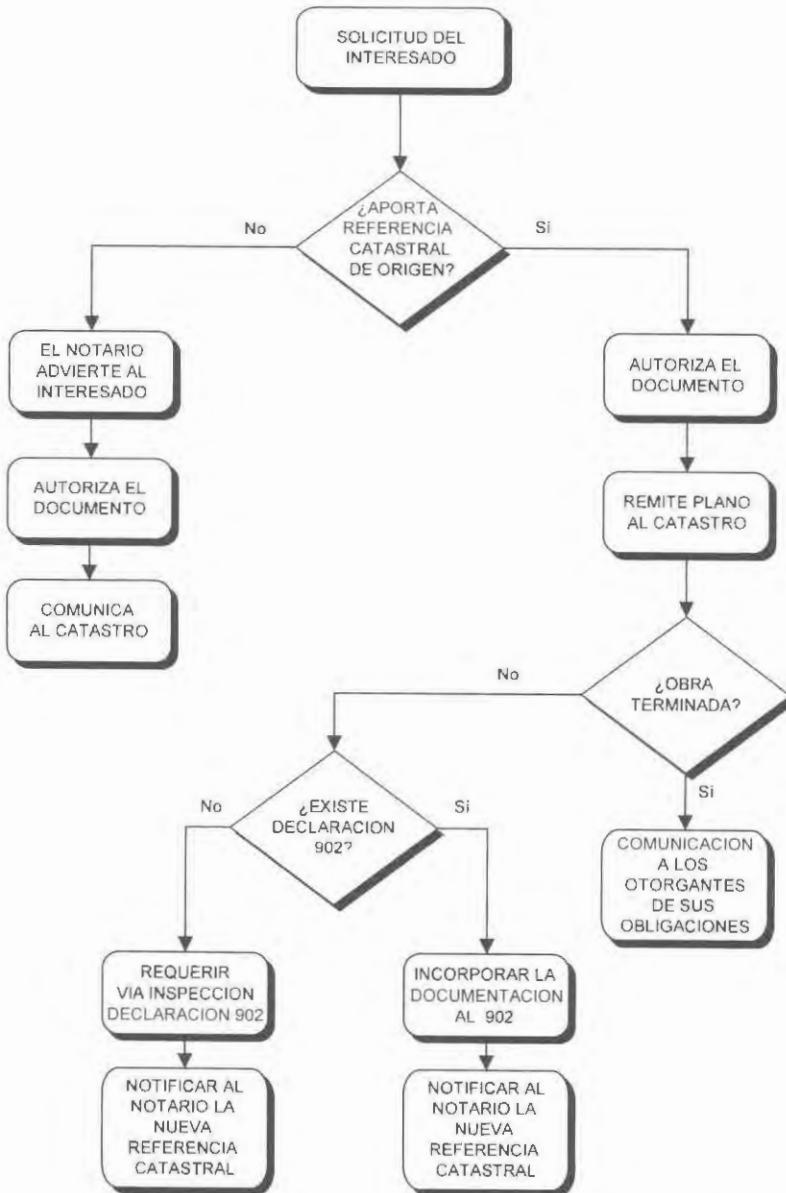 SOLICITUD DEL
INTERESADO
¿APORTA
REFERENCIA
CATASTRAL
DE ORIGEN?
No
Sí
EL NOTARIO
ADVIERTE AL
INTERESADO
AUTORIZA EL
DOCUMENTO
COMUNICA
AL CATASTRO
AUTORIZA EL
DOCUMENTO
REMITE PLANO
AL CATASTRO
¿OBRA
TERMINADA?
No
Sí
¿EXISTE
DECLARACION
902?
No
Sí
COMUNICACION
A LOS
OTORGANTES
DE SUS
OBLIGACIONES
REQUERIR
VIA INSPECCION
DECLARACION 902
NOTIFICAR AL
NOTARIO LA
NUEVA
REFERENCIA
CATASTRAL
INCORPORAR LA
DOCUMENTACION
AL 902
NOTIFICAR AL
NOTARIO LA
NUEVA
REFERENCIA
CATASTRAL